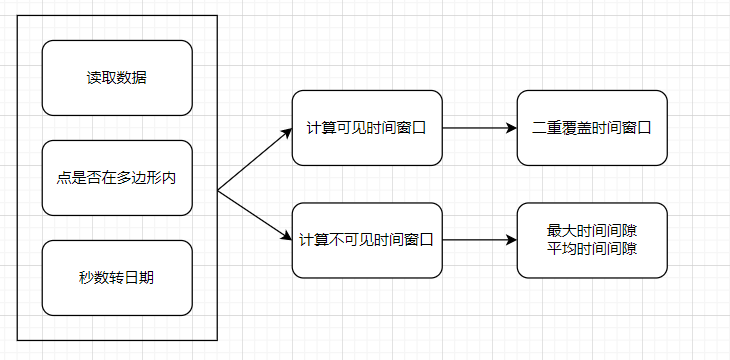 读取数据
点是否在多边形内
秒数转日期
计算可见时间窗口
二重覆盖时间窗口
计算不可见时间窗口
最大时间间隙
平均时间间隙